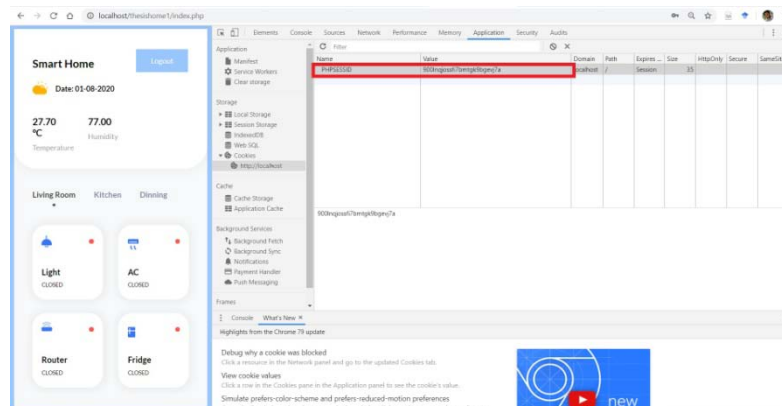 localhost/thesishome1/index.php
Elements Console Sources Network Performance Memory Application Security Audits
Smart Home
Logout
Date: 01-08-2020
27.70 77.00
°C Humidity
Temperature
Living Room Kitchen Dinning
Light AC
CLOSED CLOSED
Router Fridge
CLOSED CLOSED
Application
Manifest
Service Workers
Clear storage
Storage
Local Storage
Session Storage
IndexedDB
Web SQL
Cookies
http://localhost
Cache
Cache Storage
Application Cache
Background Services
Background Fetch
Background Sync
Notifications
Payment Handler
Push Messaging
Frames
Filter
Name Value Domain Path Expires ... Size HttpOnly Secure SameSit
PHPSESSID localhost / Session 35
Console What's New ×
Highlights from the Chrome 79 update
Debug why a cookie was blocked
Click a resource in the Network panel and go to the updated Cookies tab.
View cookie values
Click a row in the Cookies pane in the Application panel to see the cookie's value.
Simulate prefers-color-scheme and prefers-reduced-motion preferences
new